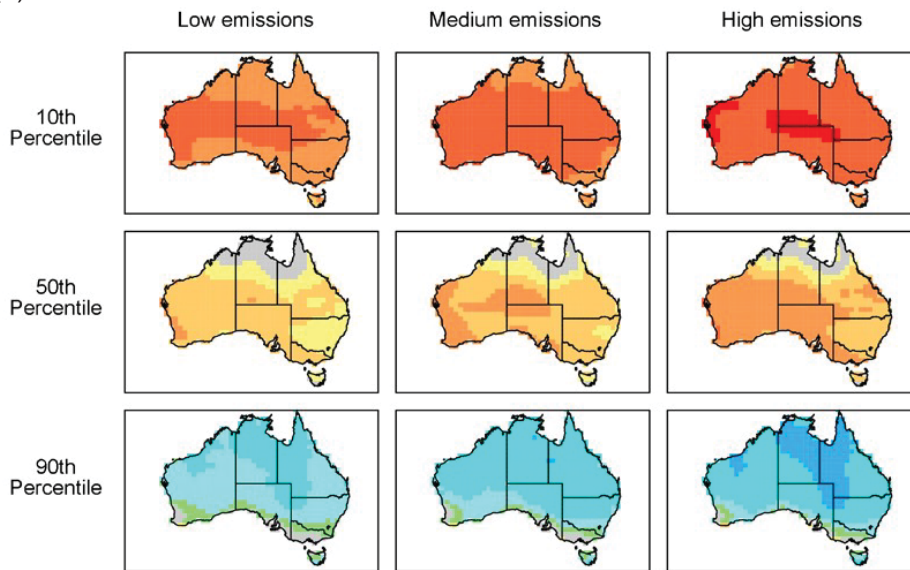 Low emissions
Medium emissions
High emissions
10th
Percentile
50th
Percentile
90th
Percentile